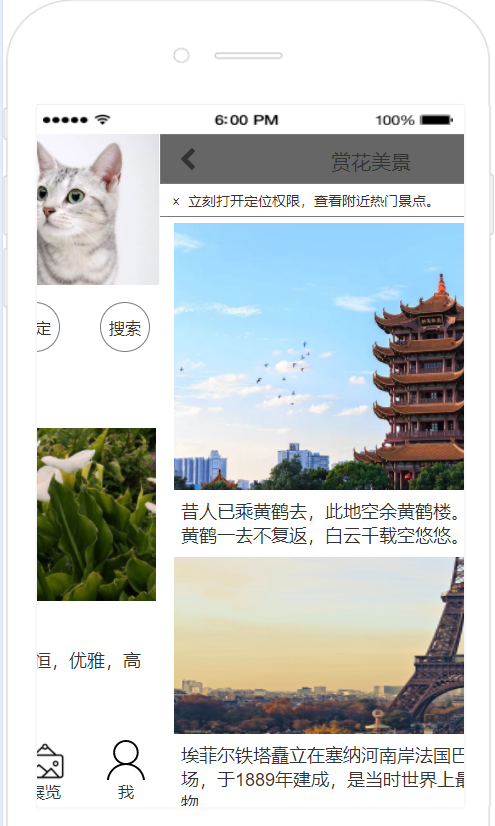 6:00 PM
100%
赏花美景
x 立刻打开定位权限，查看附近热门景点。
定
搜索
昔人已乘黄鹤去，此地空余黄鹤楼。
黄鹤一去不复返，白云千载空悠悠。
恒，优雅，高
埃菲尔铁塔矗立在塞纳河南岸法国巴
场，于1889年建成，是当时世界上最
物
展览
我